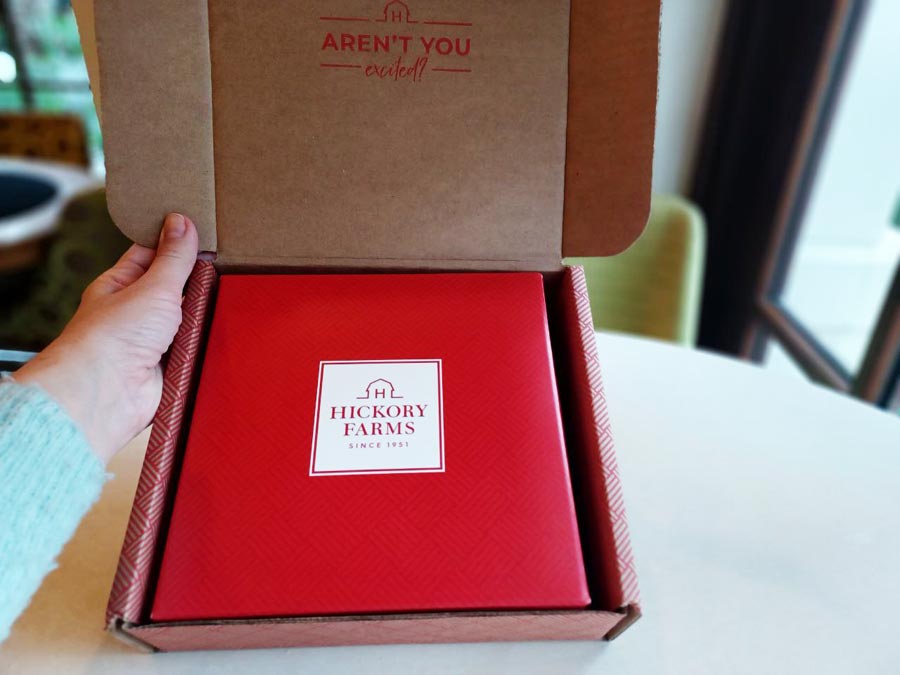 H
AREN'T YOU
excited?
H
HICKORY
FARMS
SINCE 1951